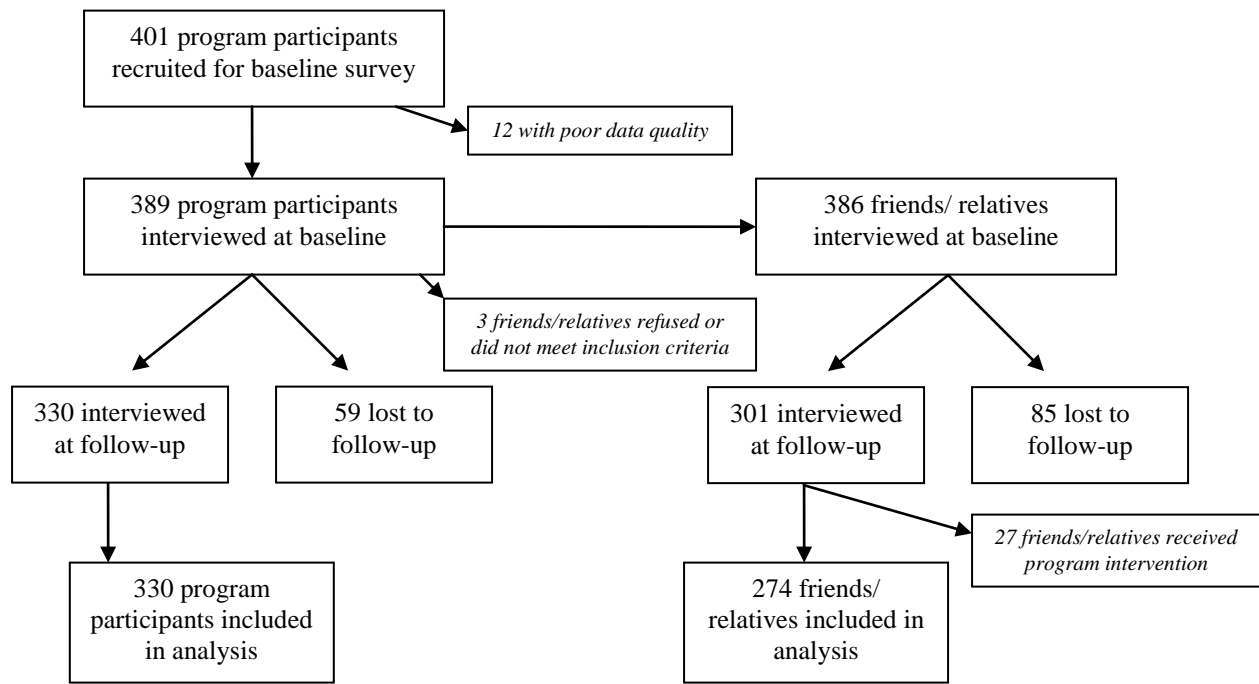 401 program participants
recruited for baseline survey
12 with poor data quality
389 program participants
interviewed at baseline
386 friends/ relatives
interviewed at baseline
3 friends/relatives refused or
did not meet inclusion criteria
330 interviewed
at follow-up
59 lost to
follow-up
301 interviewed
at follow-up
85 lost to
follow-up
27 friends/relatives received
program intervention
330 program
participants included
in analysis
274 friends/
relatives included in
analysis